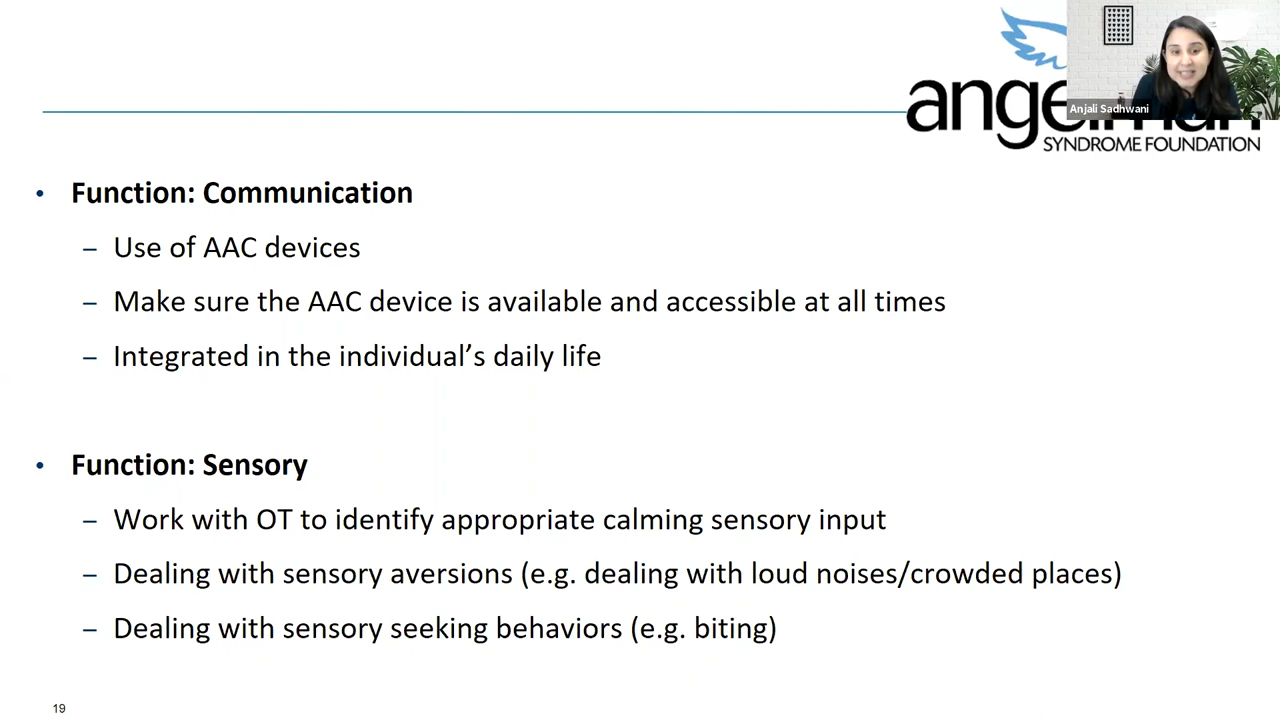 Anjali Sadhwani
SYNDROME FOUNDATION
• Function: Communication
– Use of AAC devices
– Make sure the AAC device is available and accessible at all times
– Integrated in the individual’s daily life
• Function: Sensory
– Work with OT to identify appropriate calming sensory input
– Dealing with sensory aversions (e.g. dealing with loud noises/crowded places)
– Dealing with sensory seeking behaviors (e.g. biting)
19